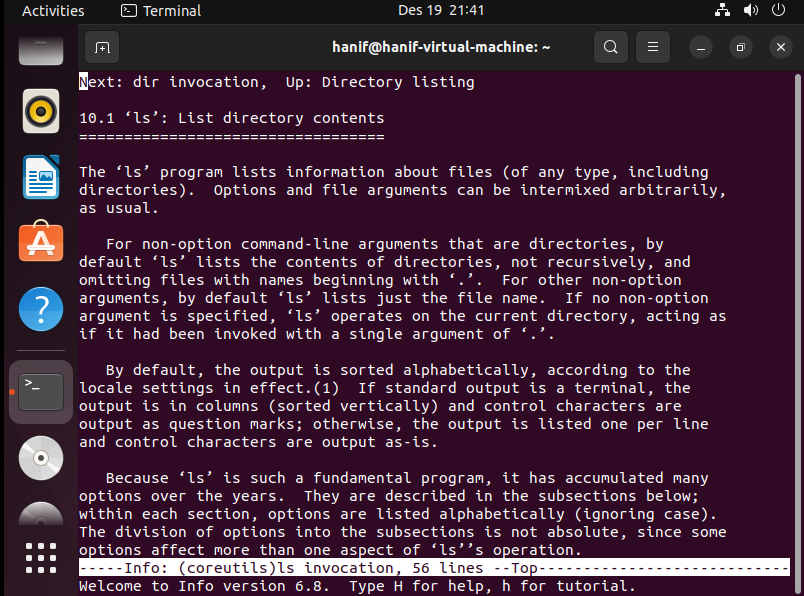 Activities
Terminal
Des 19 21:41
hanif@hanif-virtual-machine: ~
Next: dir invocation,  Up: Directory listing
10.1 ‘ls’: List directory contents
==================================
The ‘ls’ program lists information about files (of any type, including
directories).  Options and file arguments can be intermixed arbitrarily,
as usual.
For non-option command-line arguments that are directories, by
default ‘ls’ lists the contents of directories, not recursively, and
omitting files with names beginning with ‘.’.  For other non-option
arguments, by default ‘ls’ lists just the file name.  If no non-option
argument is specified, ‘ls’ operates on the current directory, acting as
if it had been invoked with a single argument of ‘.’.
By default, the output is sorted alphabetically, according to the
locale settings in effect.(1)  If standard output is a terminal, the
output is in columns (sorted vertically) and control characters are
output as question marks; otherwise, the output is listed one per line
and control characters are output as-is.
Because ‘ls’ is such a fundamental program, it has accumulated many
options over the years.  They are described in the subsections below;
within each section, options are listed alphabetically (ignoring case).
The division of options into the subsections is not absolute, since some
options affect more than one aspect of ‘ls’’s operation.
-----Info: (coreutils)ls invocation, 56 lines --Top----------------------------
Welcome to Info version 6.8.  Type H for help, h for tutorial.